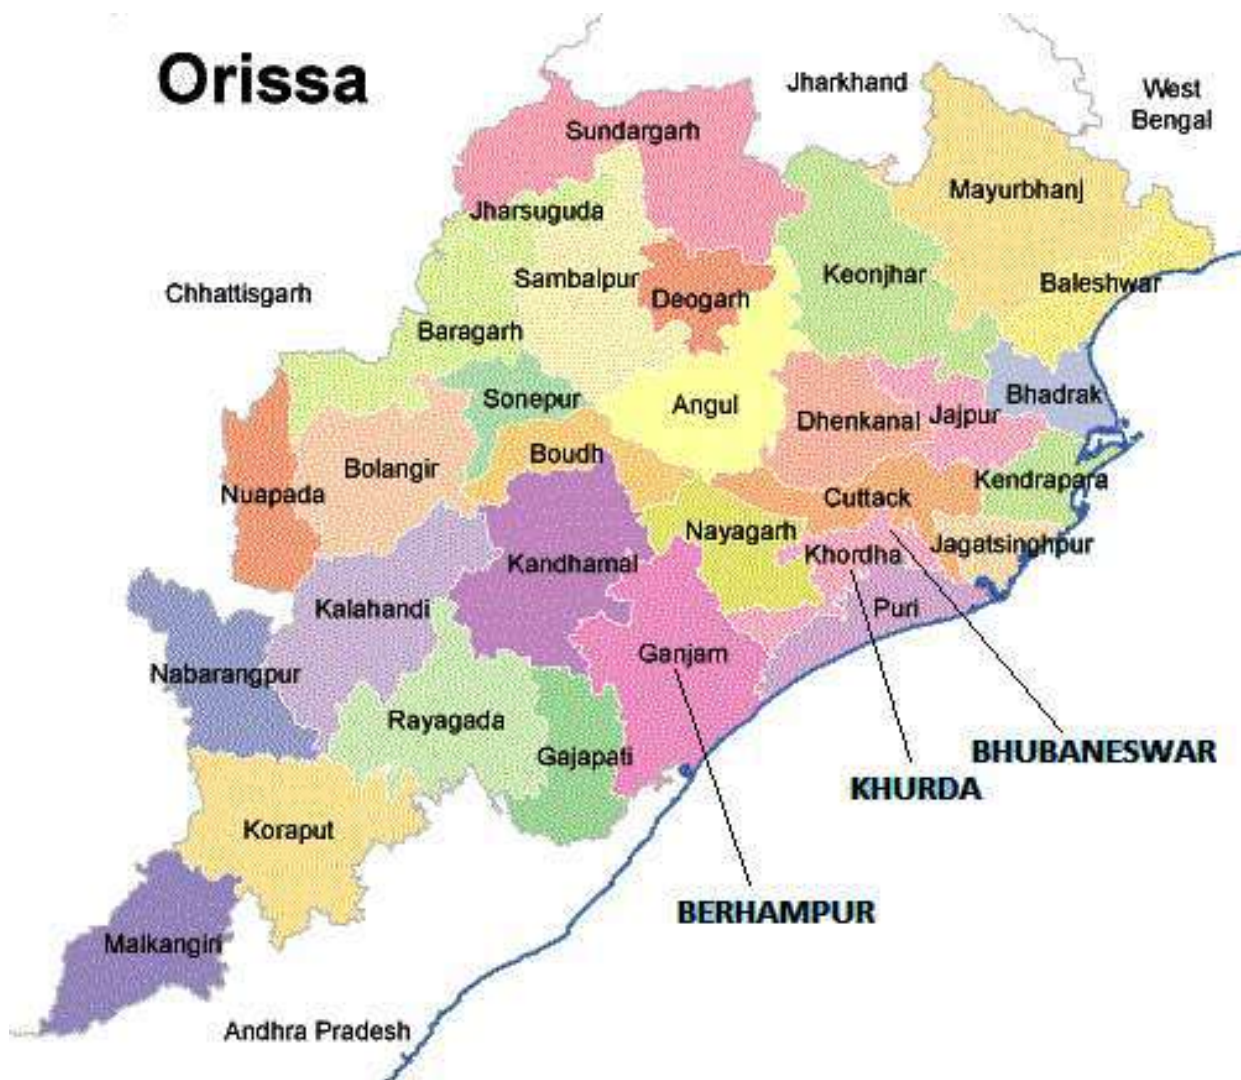 Orissa
Jharkhand
West
Bengal
Sundargarh
Mayurbhanj
Jharsuguda
Sambalpur
Keonjhar
Baleshwar
Chhattisgarh
Deogarh
Baragarh
Sonepur
Angul
Bhadrak
Dhenkanal
Jajpur
Boudh
Bolangir
Nuapada
Kendrapara
Cuttack
Nayagarh
Jagatsinghpur
Khordha
Kandhamal
Kalahandi
Puri
Ganjam
Nabarangpur
Rayagada
Gajapati
BHUBANESWAR
KHURDA
Koraput
BERHAMPUR
Malkangiri
Andhra Pradesh